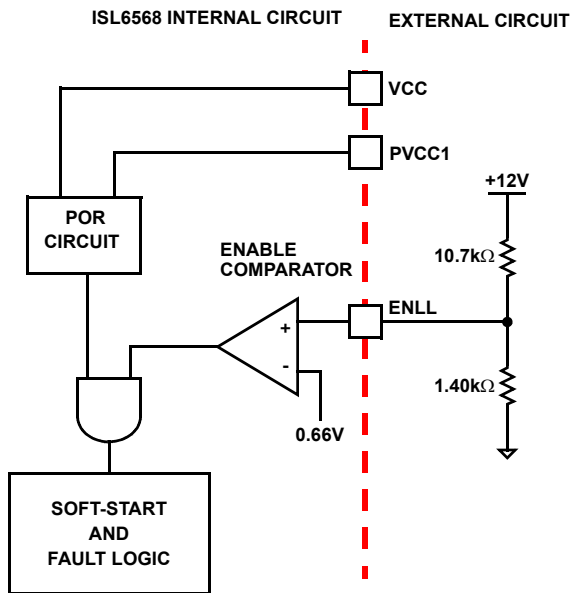 ISL6568 INTERNAL CIRCUIT
EXTERNAL CIRCUIT
VCC
PVCC1
+12V
POR
CIRCUIT
10.7kΩ
ENABLE
COMPARATOR
ENLL
+
-
1.40kΩ
0.66V
SOFT-START
AND
FAULT LOGIC